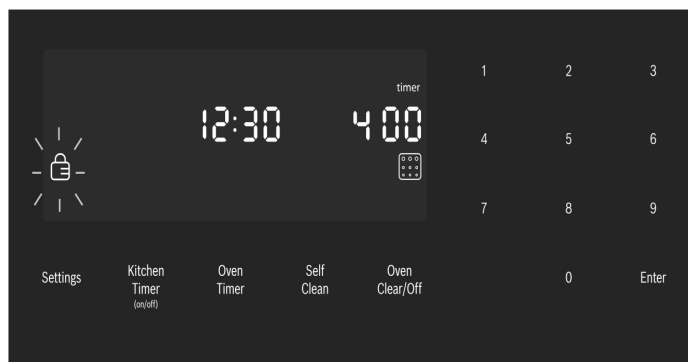 timer
12:30
4 00
1 2 3
4 5 6
7 8 9
0 Enter
Settings
Kitchen
Timer
(on/off)
Oven
Timer
Self
Clean
Oven
Clear/Off